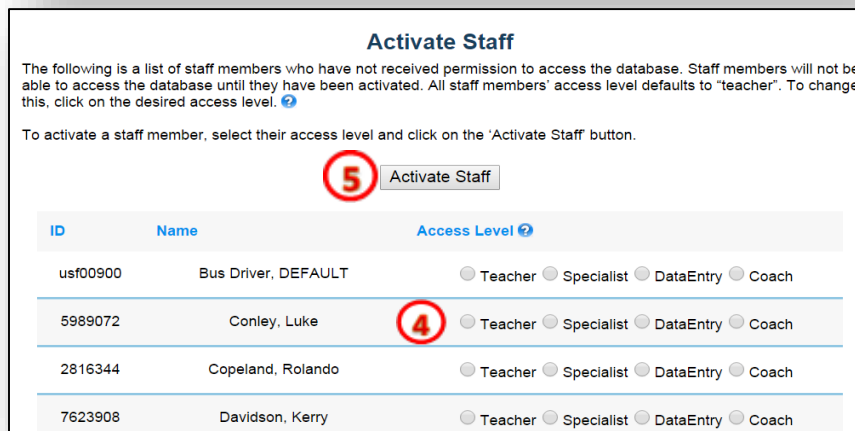 Activate Staff
The following is a list of staff members who have not received permission to access the database. Staff members will not be
able to access the database until they have been activated. All staff members' access level defaults to “teacher”. To change
this, click on the desired access level. ?
To activate a staff member, select their access level and click on the ‘Activate Staff’ button.
5 Activate Staff
ID Name Access Level ?
usf00900 Bus Driver, DEFAULT Teacher Specialist DataEntry Coach
5989072 Conley, Luke 4 Teacher Specialist DataEntry Coach
2816344 Copeland, Rolando Teacher Specialist DataEntry Coach
7623908 Davidson, Kerry Teacher Specialist DataEntry Coach